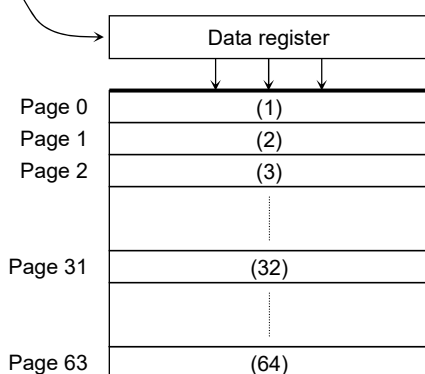 Data register
Page 0 (1)
Page 1 (2)
Page 2 (3)
Page 31 (32)
Page 63 (64)